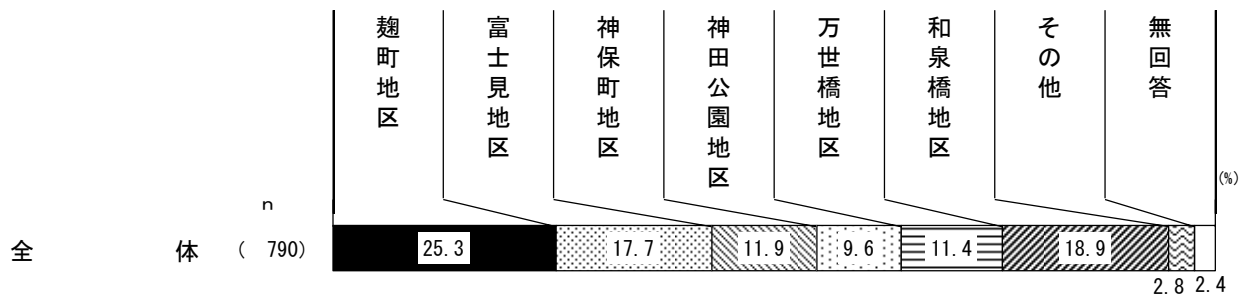 麹町地区
富士見地区
神保町地区
神田公園地区
万世橋地区
和泉橋地区
その他
無回答
(%)
n
全体 ( 790)
25.3
17.7
11.9
9.6
11.4
18.9
2.8
2.4